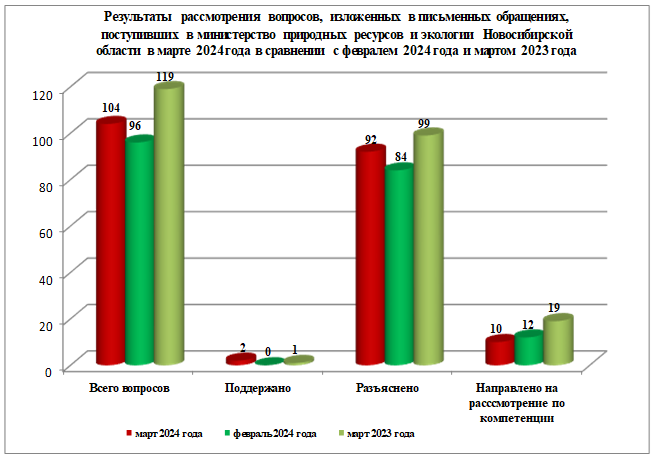 Результаты рассмотрения вопросов, изложенных в письменных обращениях,
поступивших в министерство природных ресурсов и экологии Новосибирской
области в марте 2024 года в сравнении с февралем 2024 года и мартом 2023 года
120
100
80
60
40
20
0
104
96
119
2
0
1
92
84
99
10
12
19
Всего вопросов
Поддержано
Разъяснено
Направлено на
расссмотрение по
компетенции
март 2024 года
февраль 2024 года
март 2023 года